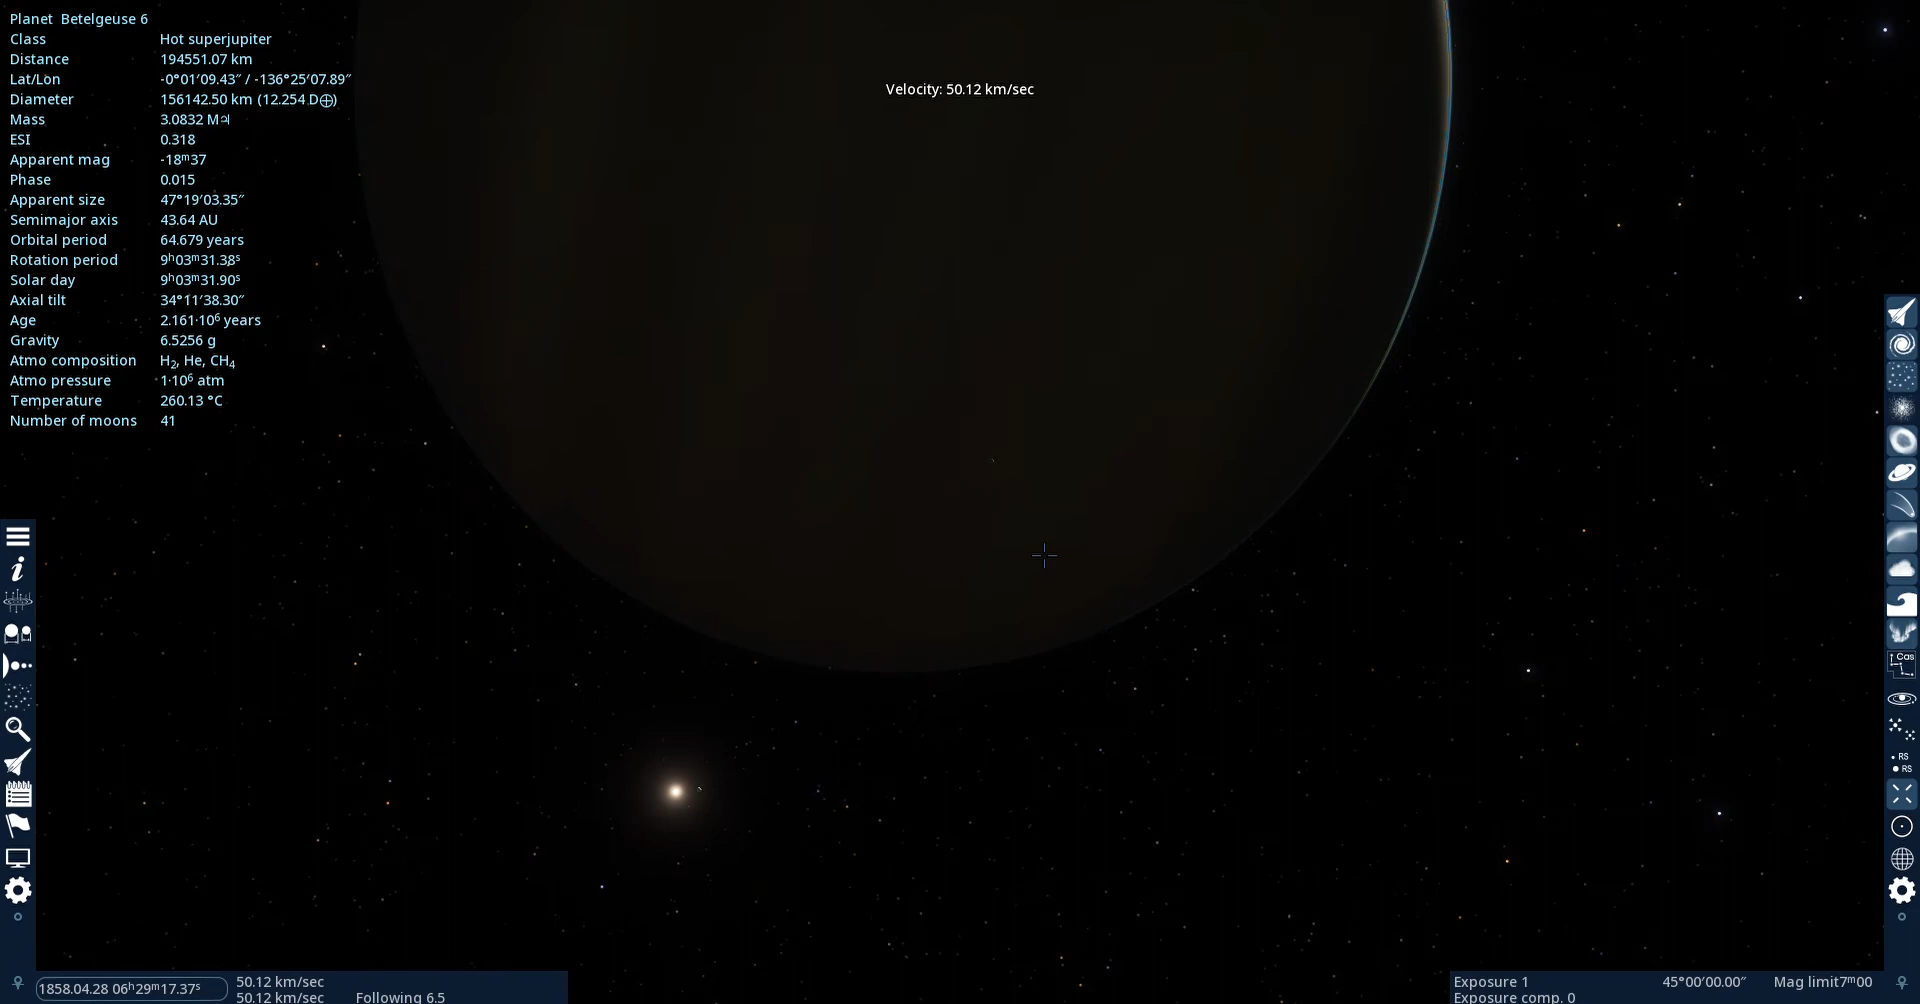 Planet Betelgeuse 6
Class Hot superjupiter
Distance 194551.07 km
Lat/Lon -0°01′09.43″ / -136°25′07.89″
Diameter 156142.50 km (12.254 D⊕)
Mass 3.0832 M♃
ESI 0.318
Apparent mag -18ᵐ37
Phase 0.015
Apparent size 47°19′03.35″
Semimajor axis 43.64 AU
Orbital period 64.679 years
Rotation period 9ʰ03ᵐ31.38ˢ
Solar day 9ʰ03ᵐ31.90ˢ
Axial tilt 34°11′38.30″
Age 2.161·10⁶ years
Gravity 6.5256 g
Atmo composition H₂, He, CH₄
Atmo pressure 1·10⁶ atm
Temperature 260.13 °C
Number of moons 41
Velocity: 50.12 km/sec
Cas
RS
RS
1858.04.28 06ʰ29ᵐ17.37ˢ
50.12 km/sec
50.12 km/sec Following 6.5
Exposure 1 45°00′00.00″ Mag limit7ᵐ00
Exposure comp. 0